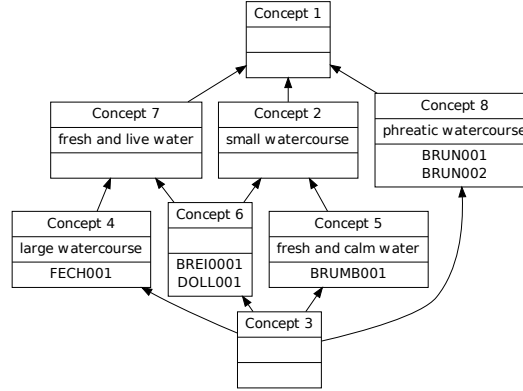 Concept 1
Concept 7
fresh and live water
Concept 2
small watercourse
Concept 8
phreatic watercourse
BRUN001
BRUN002
Concept 4
large watercourse
FECH001
Concept 6
BREI0001
DOLL001
Concept 5
fresh and calm water
BRUMB001
Concept 3